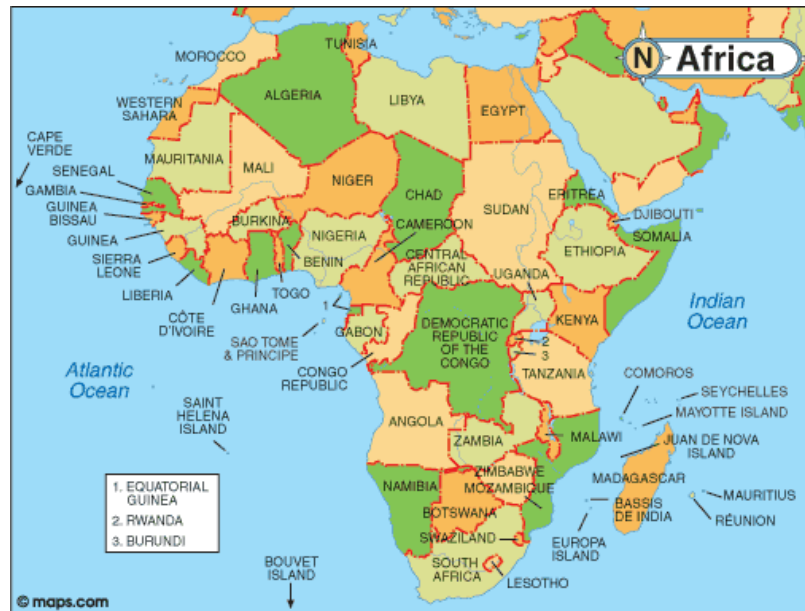 N Africa
MOROCCO
TUNISIA
ALGERIA
LIBYA
EGYPT
WESTERN
SAHARA
CAPE
VERDE
MAURITANIA
MALI
NIGER
CHAD
SUDAN
ERITREA
DJIBOUTI
SENEGAL
GAMBIA
GUINEA
BISSAU
GUINEA
SIERRA
LEONE
LIBERIA
CÔTE
D'IVOIRE
BURKINA
GHANA
TOGO
BENIN
NIGERIA
CAMEROON
CENTRAL
AFRICAN
REPUBLIC
ETHIOPIA
SOMALIA
UGANDA
KENYA
1
SAO TOME
& PRINCIPE
GABON
CONGO
REPUBLIC
DEMOCRATIC
REPUBLIC
OF THE
CONGO
2
3
TANZANIA
Indian
Ocean
Atlantic
Ocean
SAINT
HELENA
ISLAND
COMOROS
SEYCHELLES
MAYOTTE ISLAND
JUAN DE NOVA
ISLAND
ANGOLA
ZAMBIA
MALAWI
ZIMBABWE
MOZAMBIQUE
MADAGASCAR
BASSIS
DE INDIA
MAURITIUS
RÉUNION
EUROPA
ISLAND
NAMIBIA
BOTSWANA
SWAZILAND
SOUTH
AFRICA
LESOTHO
BOUVET
ISLAND
1. EQUATORIAL
GUINEA
2. RWANDA
3. BURUNDI
© maps.com